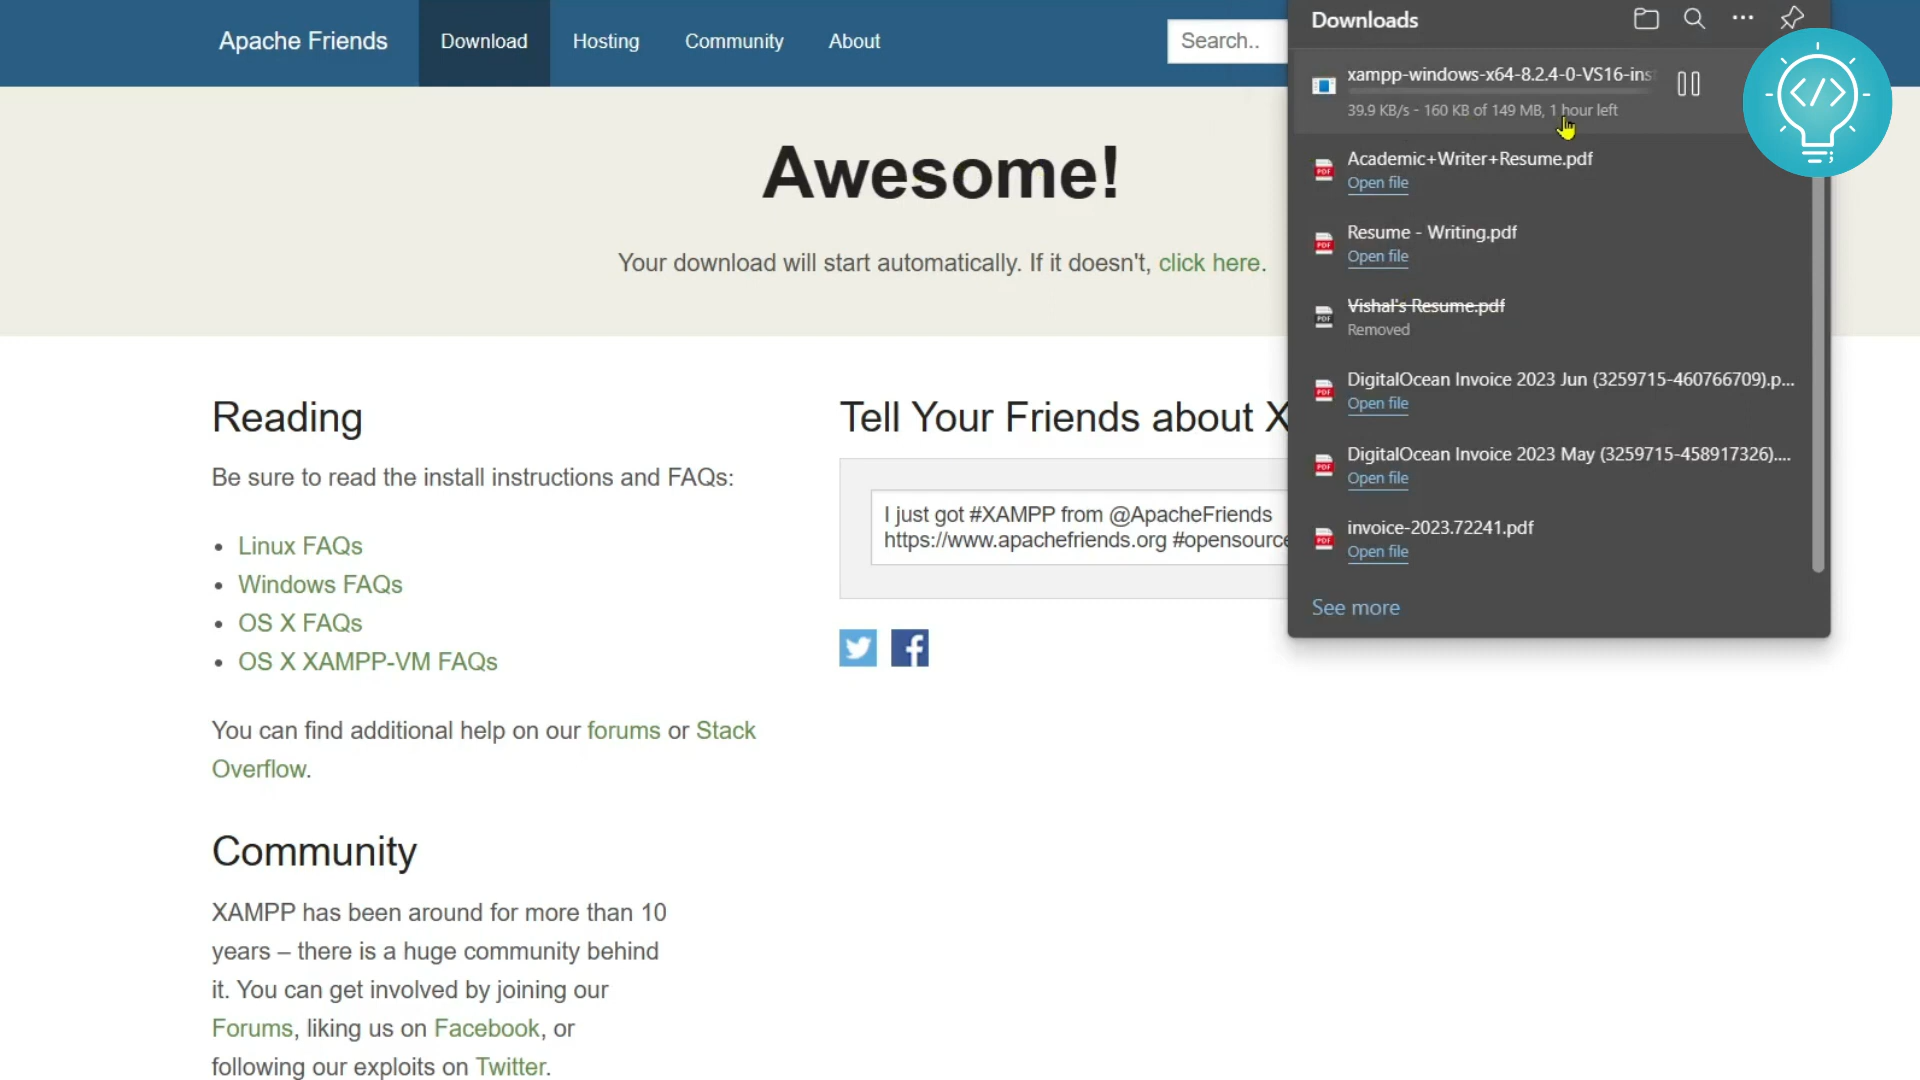 Apache Friends
Download
Hosting
Community
About
Search..
Awesome!
Your download will start automatically. If it doesn't, click here.
Reading
Be sure to read the install instructions and FAQs:
Linux FAQs
Windows FAQs
OS X FAQs
OS X XAMPP-VM FAQs
You can find additional help on our forums or Stack
Overflow.
Community
XAMPP has been around for more than 10
years – there is a huge community behind
it. You can get involved by joining our
Forums, liking us on Facebook, or
following our exploits on Twitter.
Tell Your Friends about X
I just got #XAMPP from @ApacheFriends
https://www.apachefriends.org #opensource
Downloads
xampp-windows-x64-8.2.4-0-VS16-ins
39.9 KB/s - 160 KB of 149 MB, 1 hour left
Academic+Writer+Resume.pdf
Open file
Resume - Writing.pdf
Open file
Vishal's Resume.pdf
Removed
DigitalOcean Invoice 2023 Jun (3259715-460766709).p...
Open file
DigitalOcean Invoice 2023 May (3259715-458917326)....
Open file
invoice-2023.72241.pdf
Open file
See more